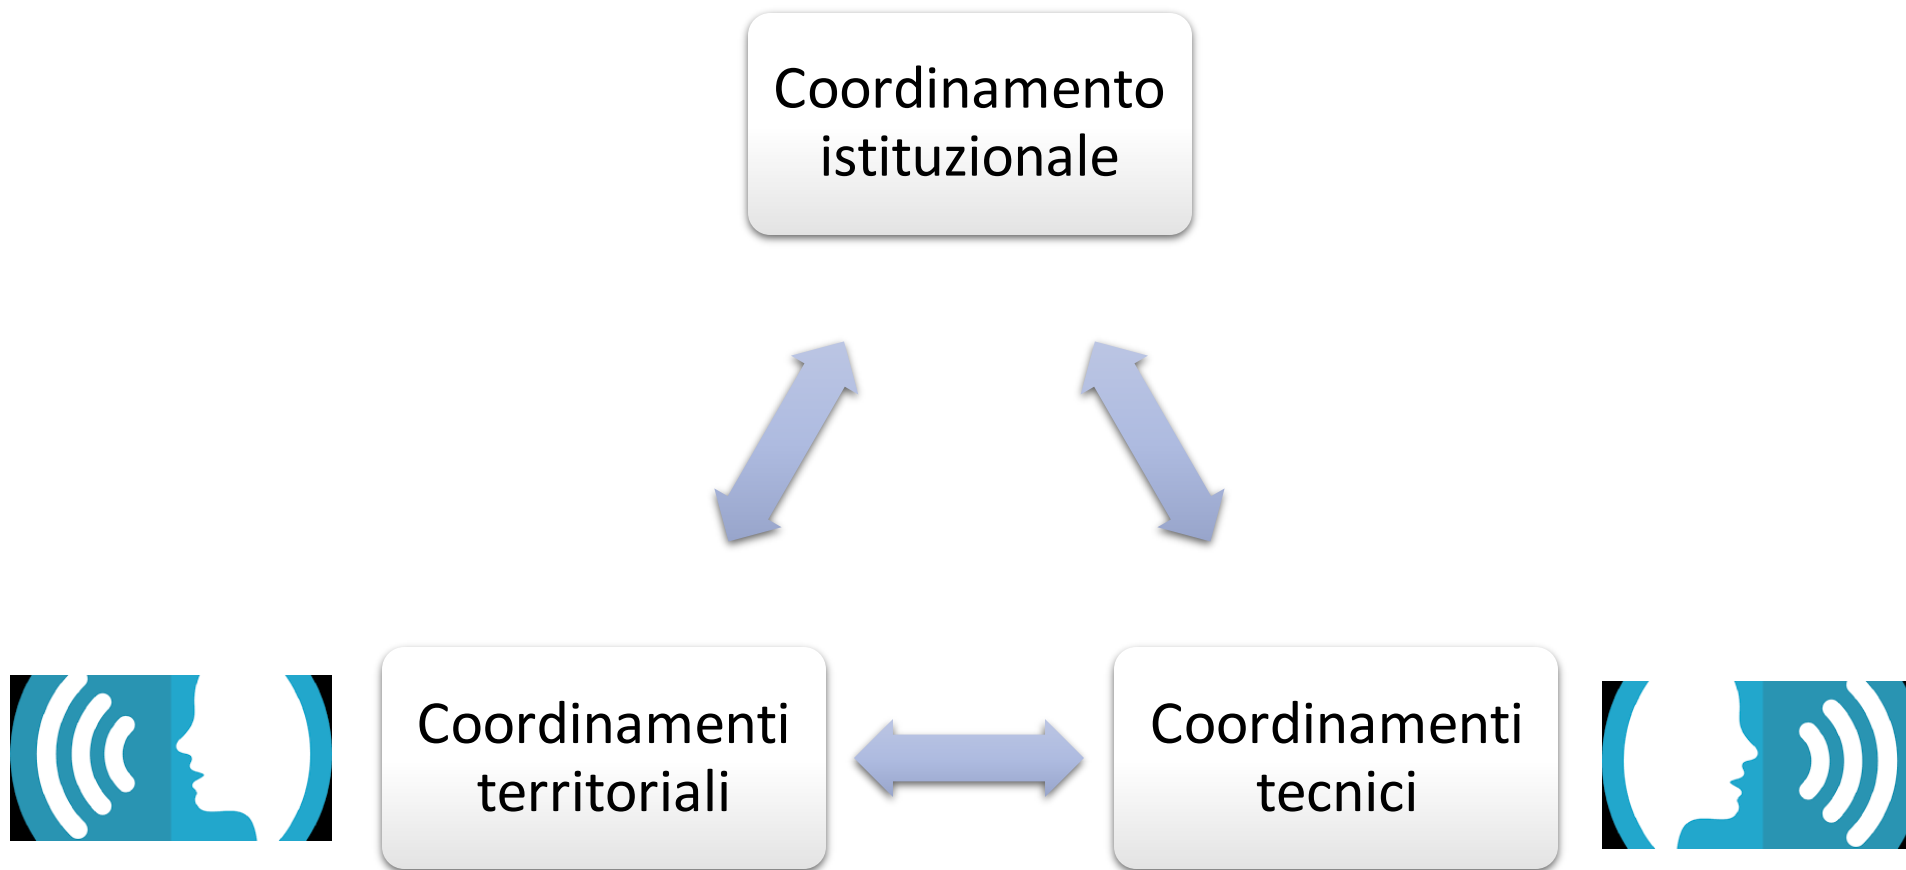 Coordinamento
istituzionale
Coordinamenti
territoriali
Coordinamenti
tecnici